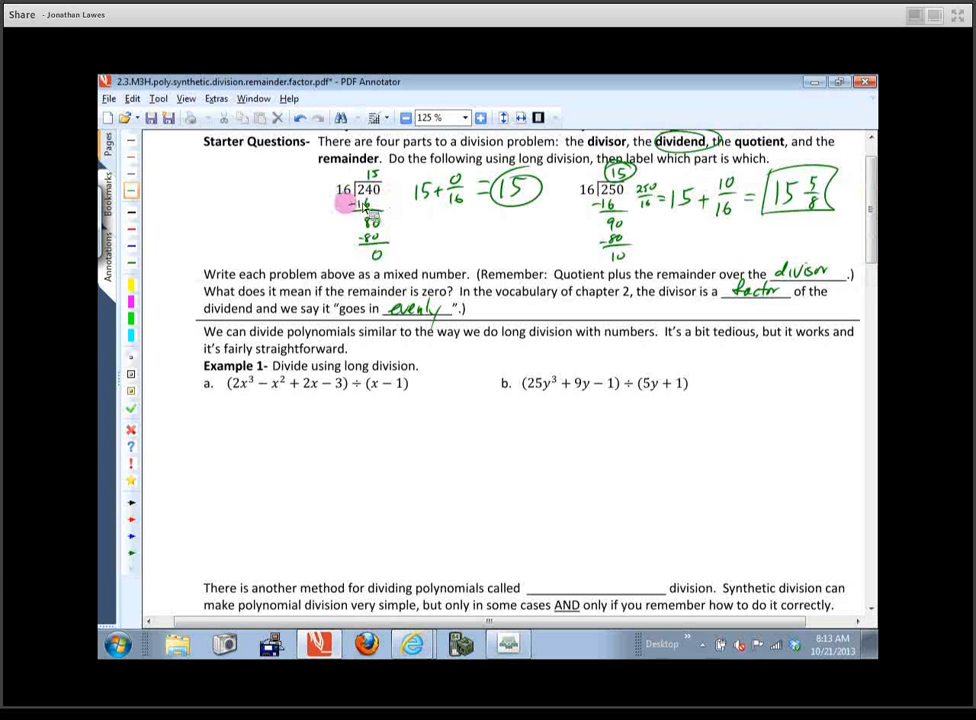 Share - Jonathan Lawes
2.3.M3H.poly.synthetic.division.remainder.factor.pdf* - PDF Annotator
File Edit Tool View Extras Window Help
125 %
Pages
Bookmarks
Annotations
Starter Questions- There are four parts to a division problem: the divisor, the dividend, the quotient, and the
remainder. Do the following using long division, then label which part is which.
15
16 240 15 + 0/16 = 15
-16
80
-80
0
15
16 250 250/16 = 15 + 10/16 = 15 5/8
-16
90
-80
10
Write each problem above as a mixed number. (Remember: Quotient plus the remainder over the divisor.)
What does it mean if the remainder is zero? In the vocabulary of chapter 2, the divisor is a factor of the
dividend and we say it “goes in evenly”.)
We can divide polynomials similar to the way we do long division with numbers. It’s a bit tedious, but it works and
it’s fairly straightforward.
Example 1- Divide using long division.
a. (2x³ − x² + 2x − 3) ÷ (x − 1) b. (25y³ + 9y − 1) ÷ (5y + 1)
There is another method for dividing polynomials called ________________ division. Synthetic division can
make polynomial division very simple, but only in some cases AND only if you remember how to do it correctly.
Desktop
8:13 AM
10/21/2013